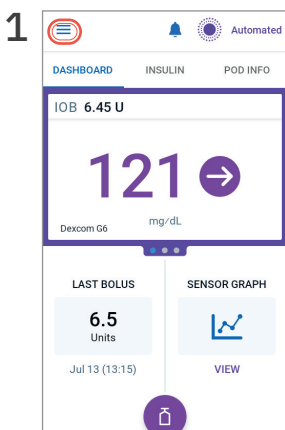 1
Automated
DASHBOARD INSULIN POD INFO
IOB 6.45 U
121
mg/dL
Dexcom G6
LAST BOLUS SENSOR GRAPH
6.5
Units
Jul 13 (13:15) VIEW